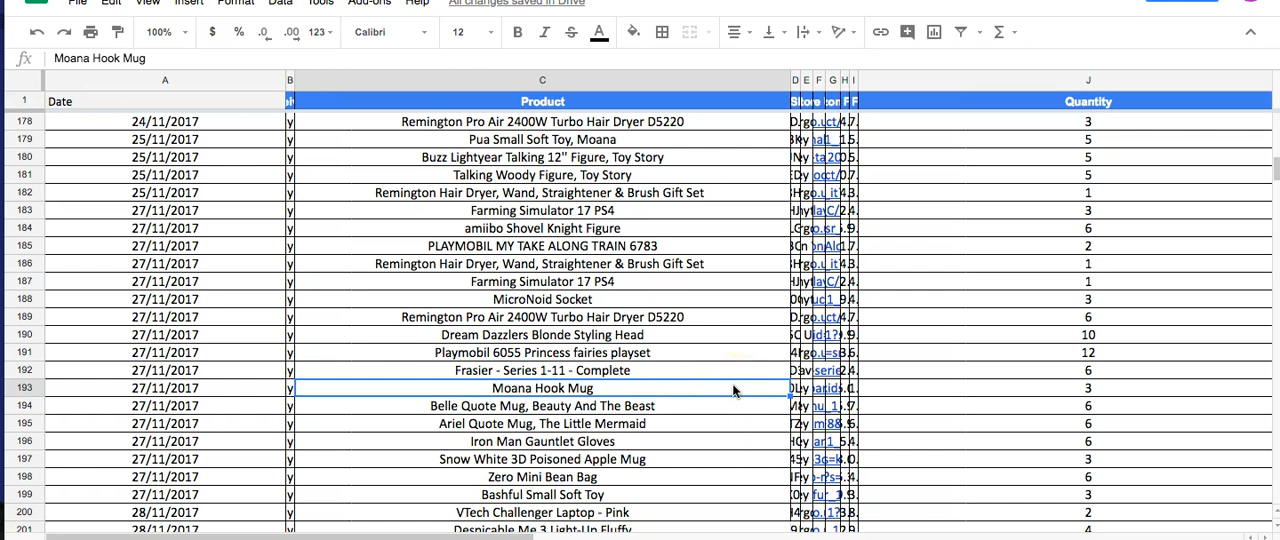 File Edit View Insert Format Data Tools Add-ons Help All changes saved in Drive
100% $ % .0 .00 123 Calibri 12 B I S A
fx Moana Hook Mug
A B C D E F G H I J
1 Date Product Quantity
178 24/11/2017 y Remington Pro Air 2400W Turbo Hair Dryer D5220 3
179 25/11/2017 y Pua Small Soft Toy, Moana 5
180 25/11/2017 y Buzz Lightyear Talking 12" Figure, Toy Story 5
181 25/11/2017 y Talking Woody Figure, Toy Story 5
182 25/11/2017 y Remington Hair Dryer, Wand, Straightener & Brush Gift Set 1
183 27/11/2017 y Farming Simulator 17 PS4 3
184 27/11/2017 y amiibo Shovel Knight Figure 6
185 27/11/2017 y PLAYMOBIL MY TAKE ALONG TRAIN 6783 2
186 27/11/2017 y Remington Hair Dryer, Wand, Straightener & Brush Gift Set 1
187 27/11/2017 y Farming Simulator 17 PS4 1
188 27/11/2017 y MicroNoid Socket 3
189 27/11/2017 y Remington Pro Air 2400W Turbo Hair Dryer D5220 6
190 27/11/2017 y Dream Dazzlers Blonde Styling Head 10
191 27/11/2017 y Playmobil 6055 Princess fairies playset 12
192 27/11/2017 y Frasier - Series 1-11 - Complete 6
193 27/11/2017 y Moana Hook Mug 3
194 27/11/2017 y Belle Quote Mug, Beauty And The Beast 6
195 27/11/2017 y Ariel Quote Mug, The Little Mermaid 6
196 27/11/2017 y Iron Man Gauntlet Gloves 6
197 27/11/2017 y Snow White 3D Poisoned Apple Mug 3
198 27/11/2017 y Zero Mini Bean Bag 6
199 27/11/2017 y Bashful Small Soft Toy 3
200 28/11/2017 y VTech Challenger Laptop - Pink 2
201 28/11/2017 y Despicable Me 3 Light-Up Fluffy 4